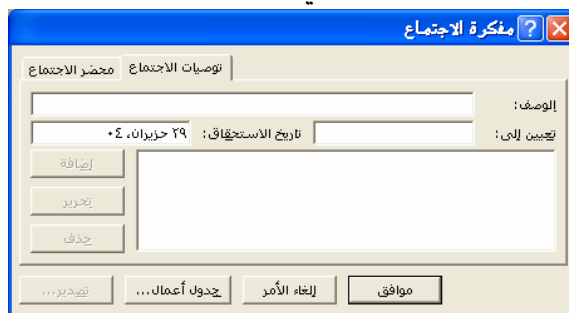 مفكرة الاجتماع
محضر الاجتماع توصيات الاجتماع
الوصف:
تعيين إلى: تاريخ الاستحقاق: ٢٩ حزيران، ٠٤
إضافة
تحرير
حذف
موافق إلغاء الأمر جدول أعمال... تصدير...